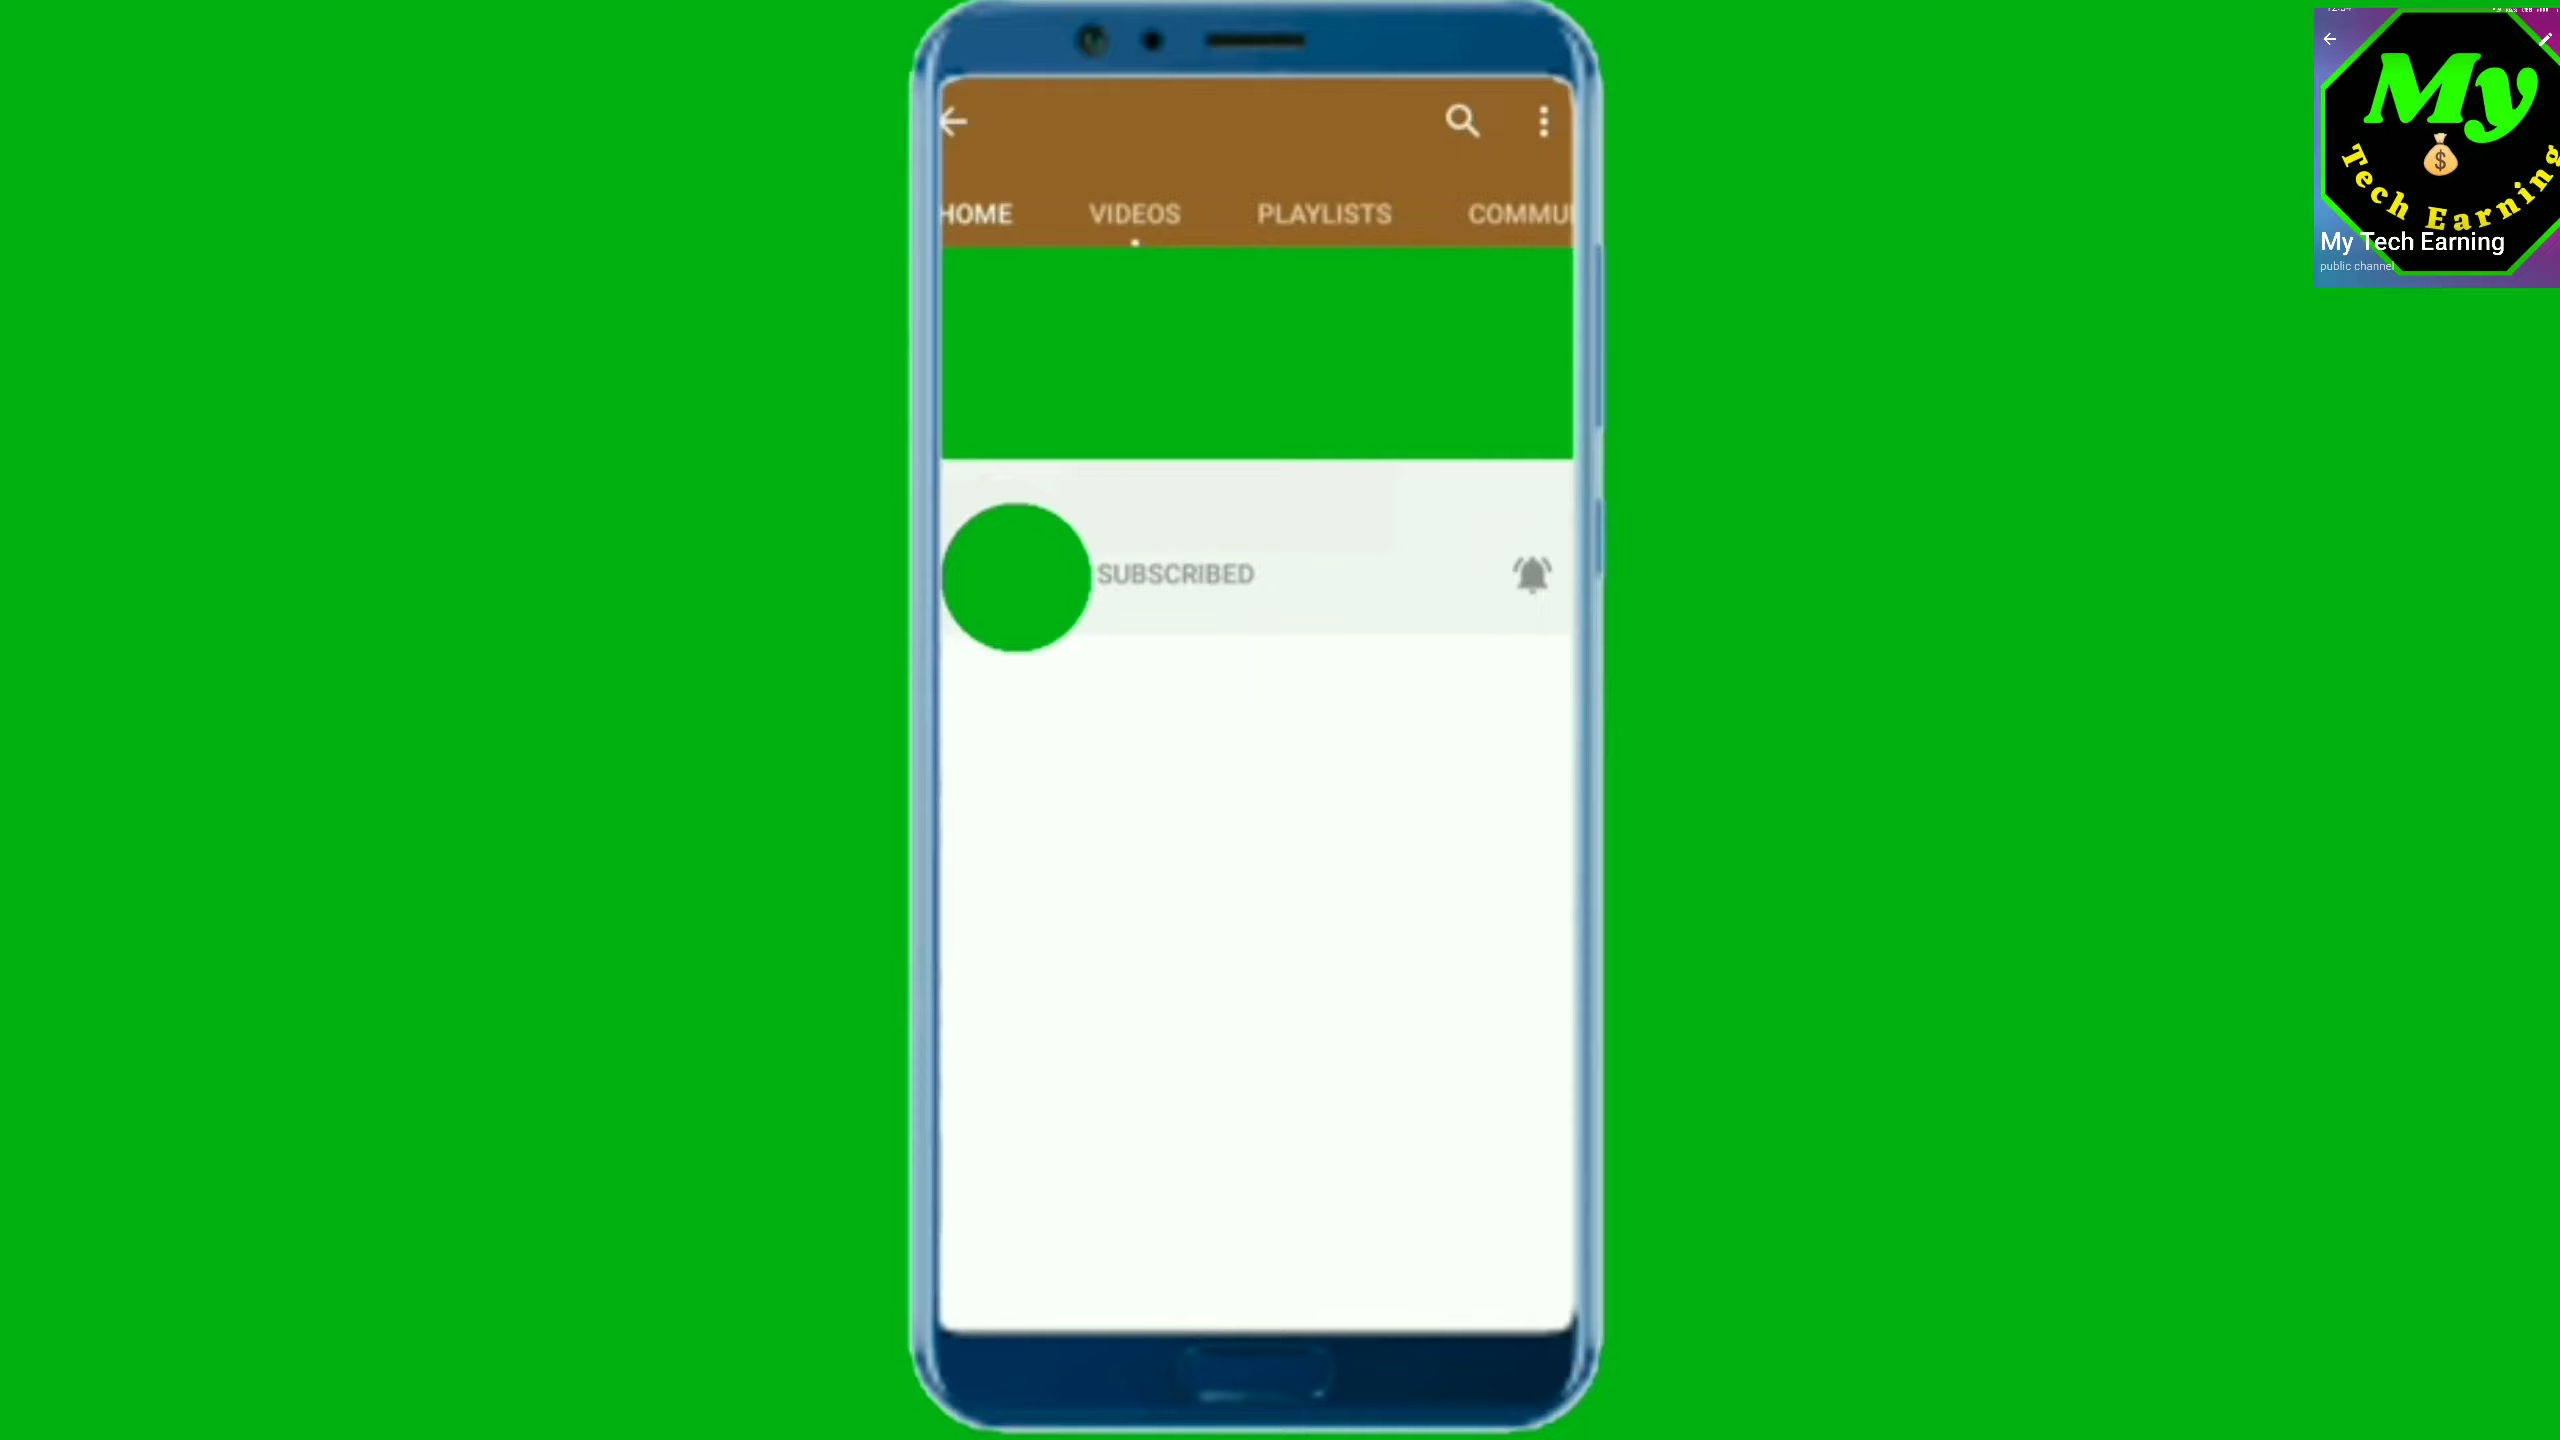 HOME VIDEOS PLAYLISTS COMMU
SUBSCRIBED
My
Tech Earning
My Tech Earning
public channel